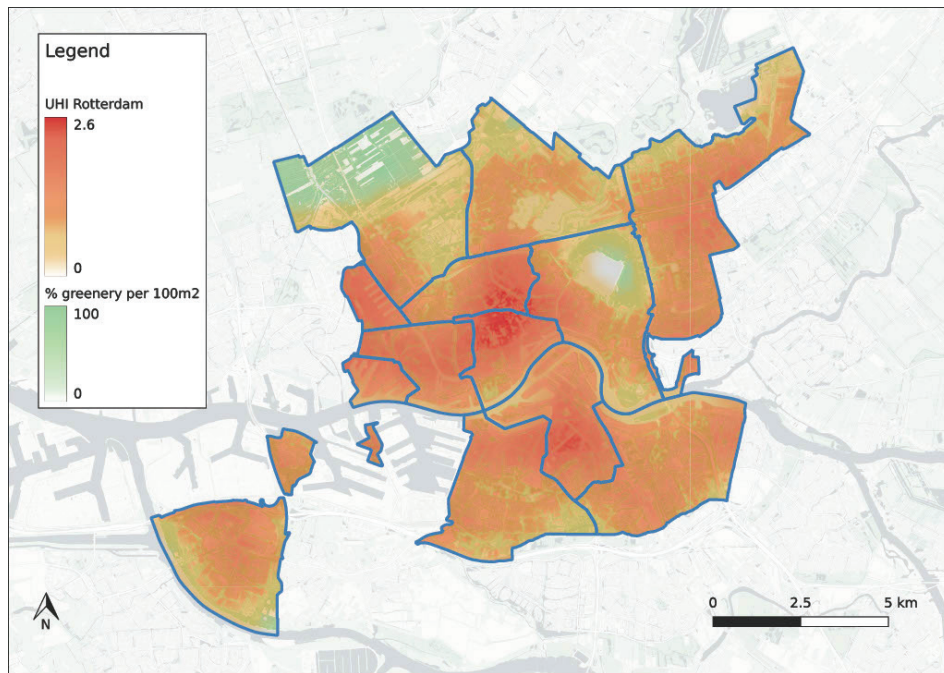 Legend
UHI Rotterdam
2.6
0
% greenery per 100m2
100
0
N
0 2.5 5 km